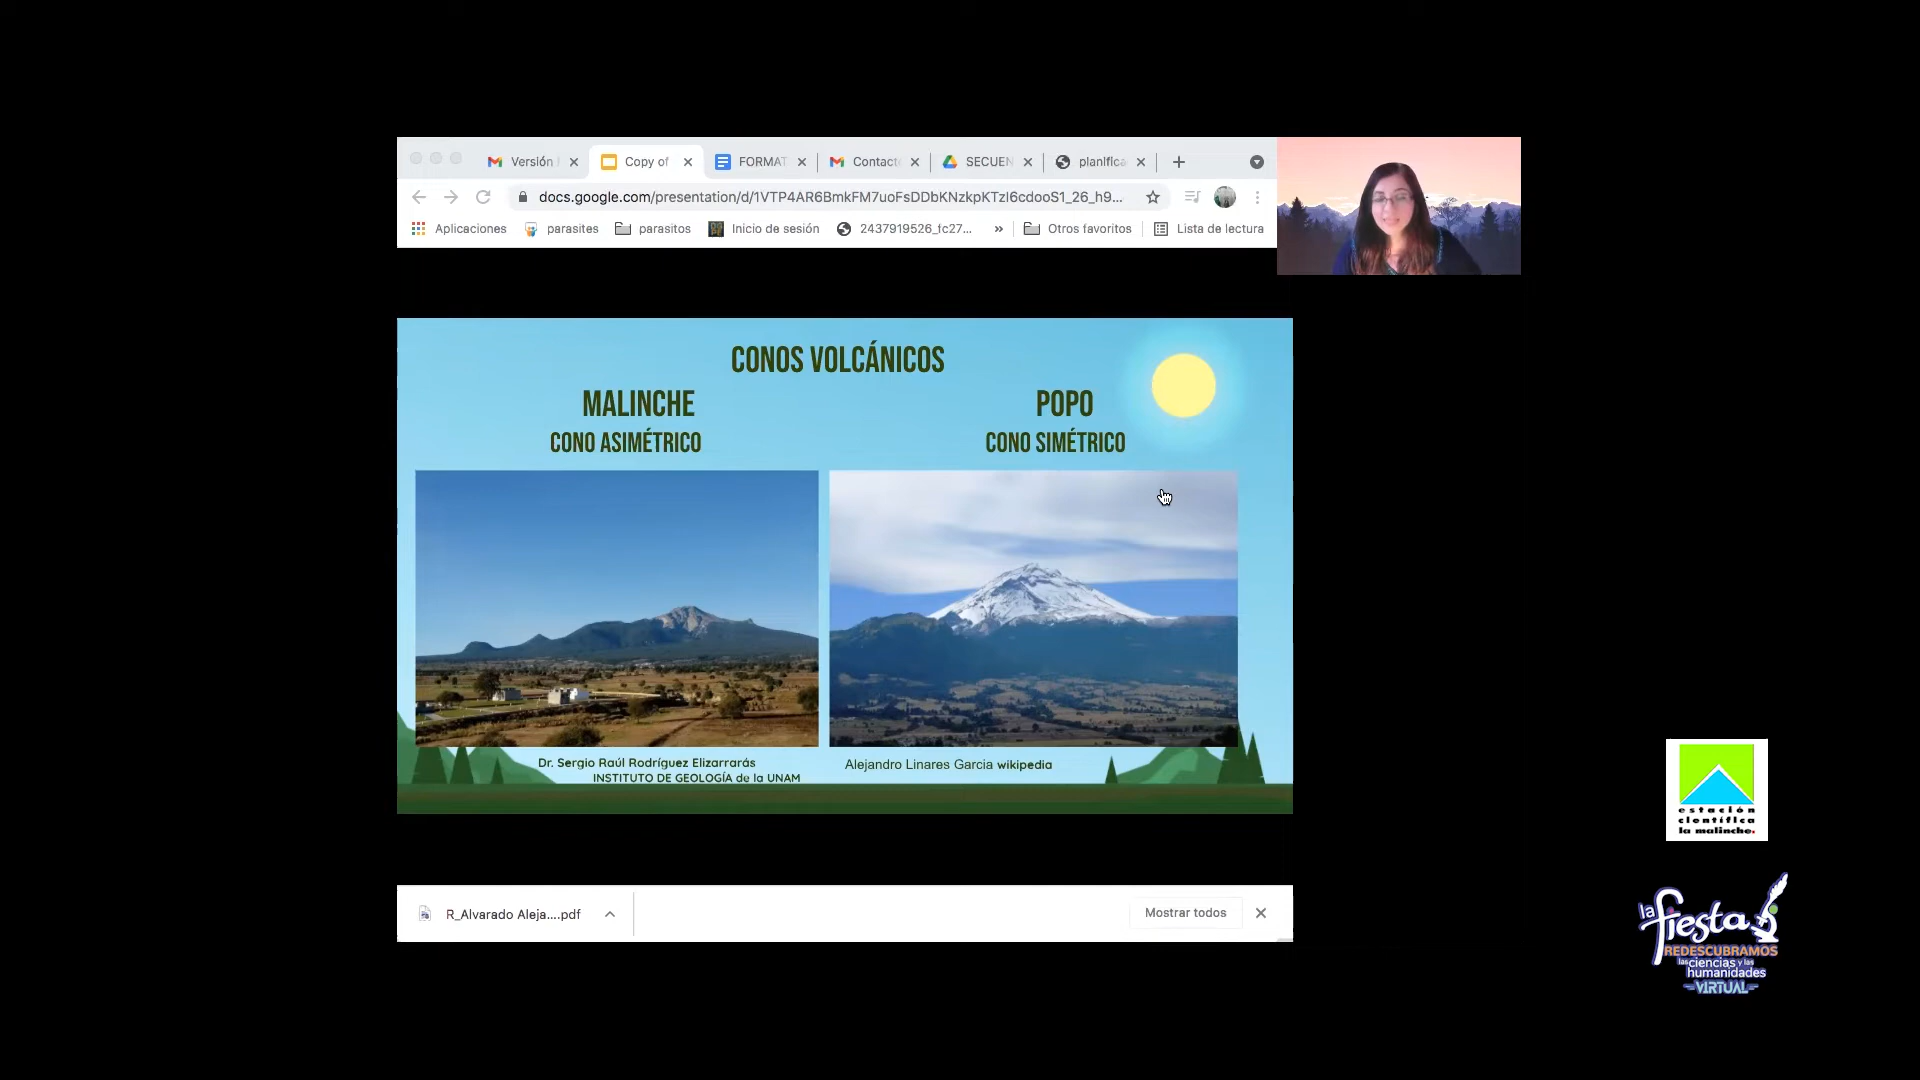 Versión
Copy of
FORMAT
Contact
SECUEN
planifica
docs.google.com/presentation/d/1VTP4AR6BmkFM7uoFsDDbKNzkpKTzI6cdooS1_26_h9...
Aplicaciones
parasites
parasitos
Inicio de sesión
2437919526_fc27...
»
Otros favoritos
Lista de lectura
CONOS VOLCÁNICOS
MALINCHE
CONO ASIMÉTRICO
POPO
CONO SIMÉTRICO
Dr. Sergio Raúl Rodríguez Elizarrarás
INSTITUTO DE GEOLOGÍA de la UNAM
Alejandro Linares Garcia wikipedia
R_Alvarado Aleja....pdf
Mostrar todos
estación
científica
la malinche.
la fiesta
REDESCUBRAMOS
las ciencias y las
humanidades
VIRTUAL